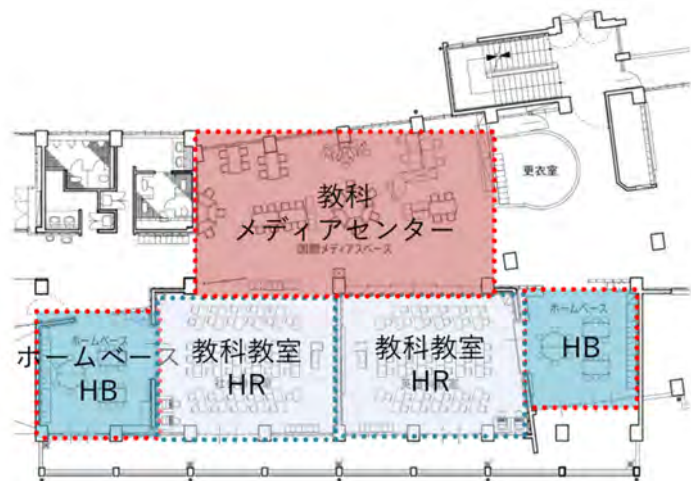 教科
メディアセンター
国際メディアスペース
更衣室
ホームベース
ホームベース
HB
教科教室
HR
教科教室
HR
ホームベース
HB